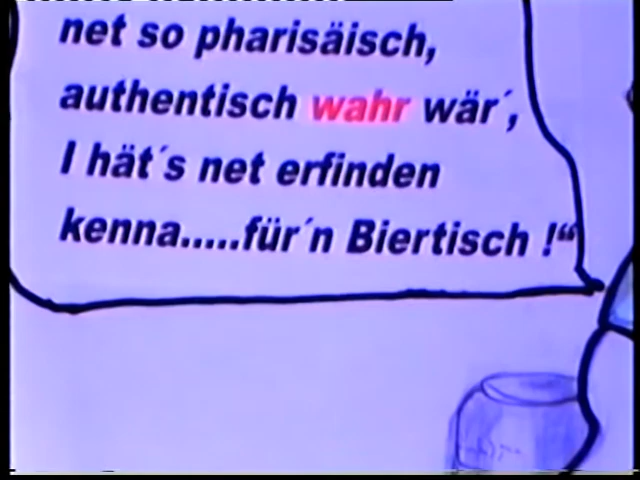 net so pharisäisch,
authentisch wahr wär´,
I hät´s net erfinden
kenna.....für´n Biertisch !“